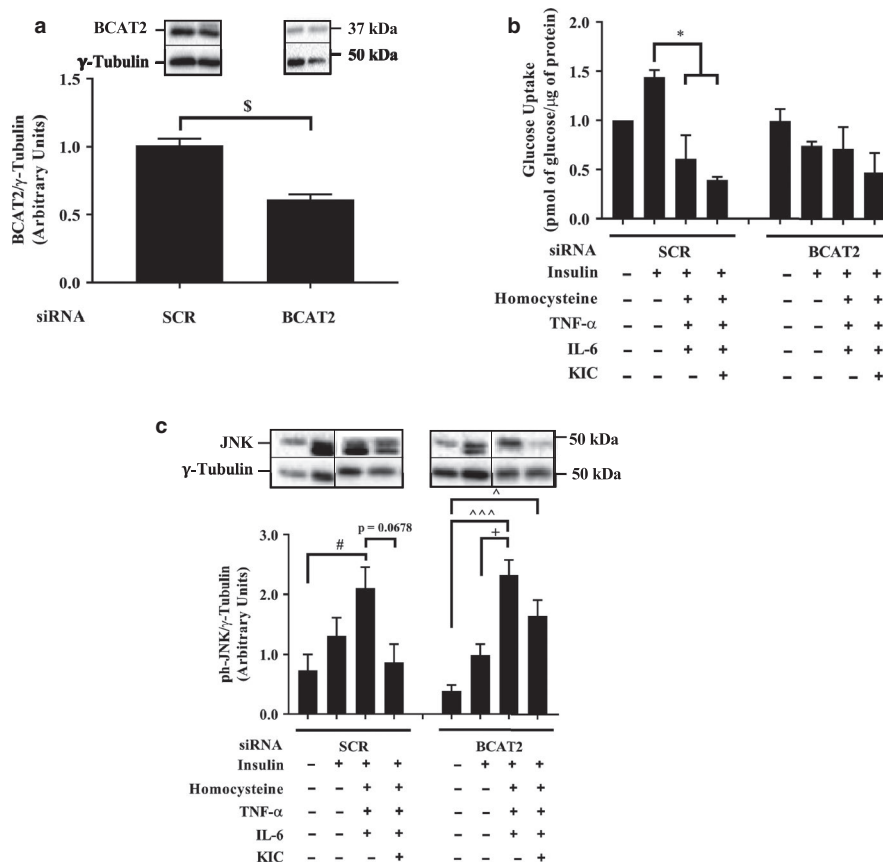 a
BCAT2
37 kDa
γ-Tubulin
50 kDa
1.5
1.0
0.5
0.0
BCAT2/γ-Tubulin
(Arbitrary Units)
$
siRNA SCR BCAT2
b
2.0
1.5
1.0
0.5
0.0
Glucose Uptake
(pmol of glucose/µg of protein)
*
siRNA SCR BCAT2
Insulin – + + + – + + +
Homocysteine – – + + – – + +
TNF-α – – + + – – + +
IL-6 – – + + – – + +
KIC – – – + – – – +
c
JNK
50 kDa
γ-Tubulin
50 kDa
3.0
2.0
1.0
0.0
ph-JNK/γ-Tubulin
(Arbitrary Units)
#
p = 0.0678
^
^^^
+
siRNA SCR BCAT2
Insulin – + + + – + + +
Homocysteine – – + + – – + +
TNF-α – – + + – – + +
IL-6 – – + + – – + +
KIC – – – + – – – +